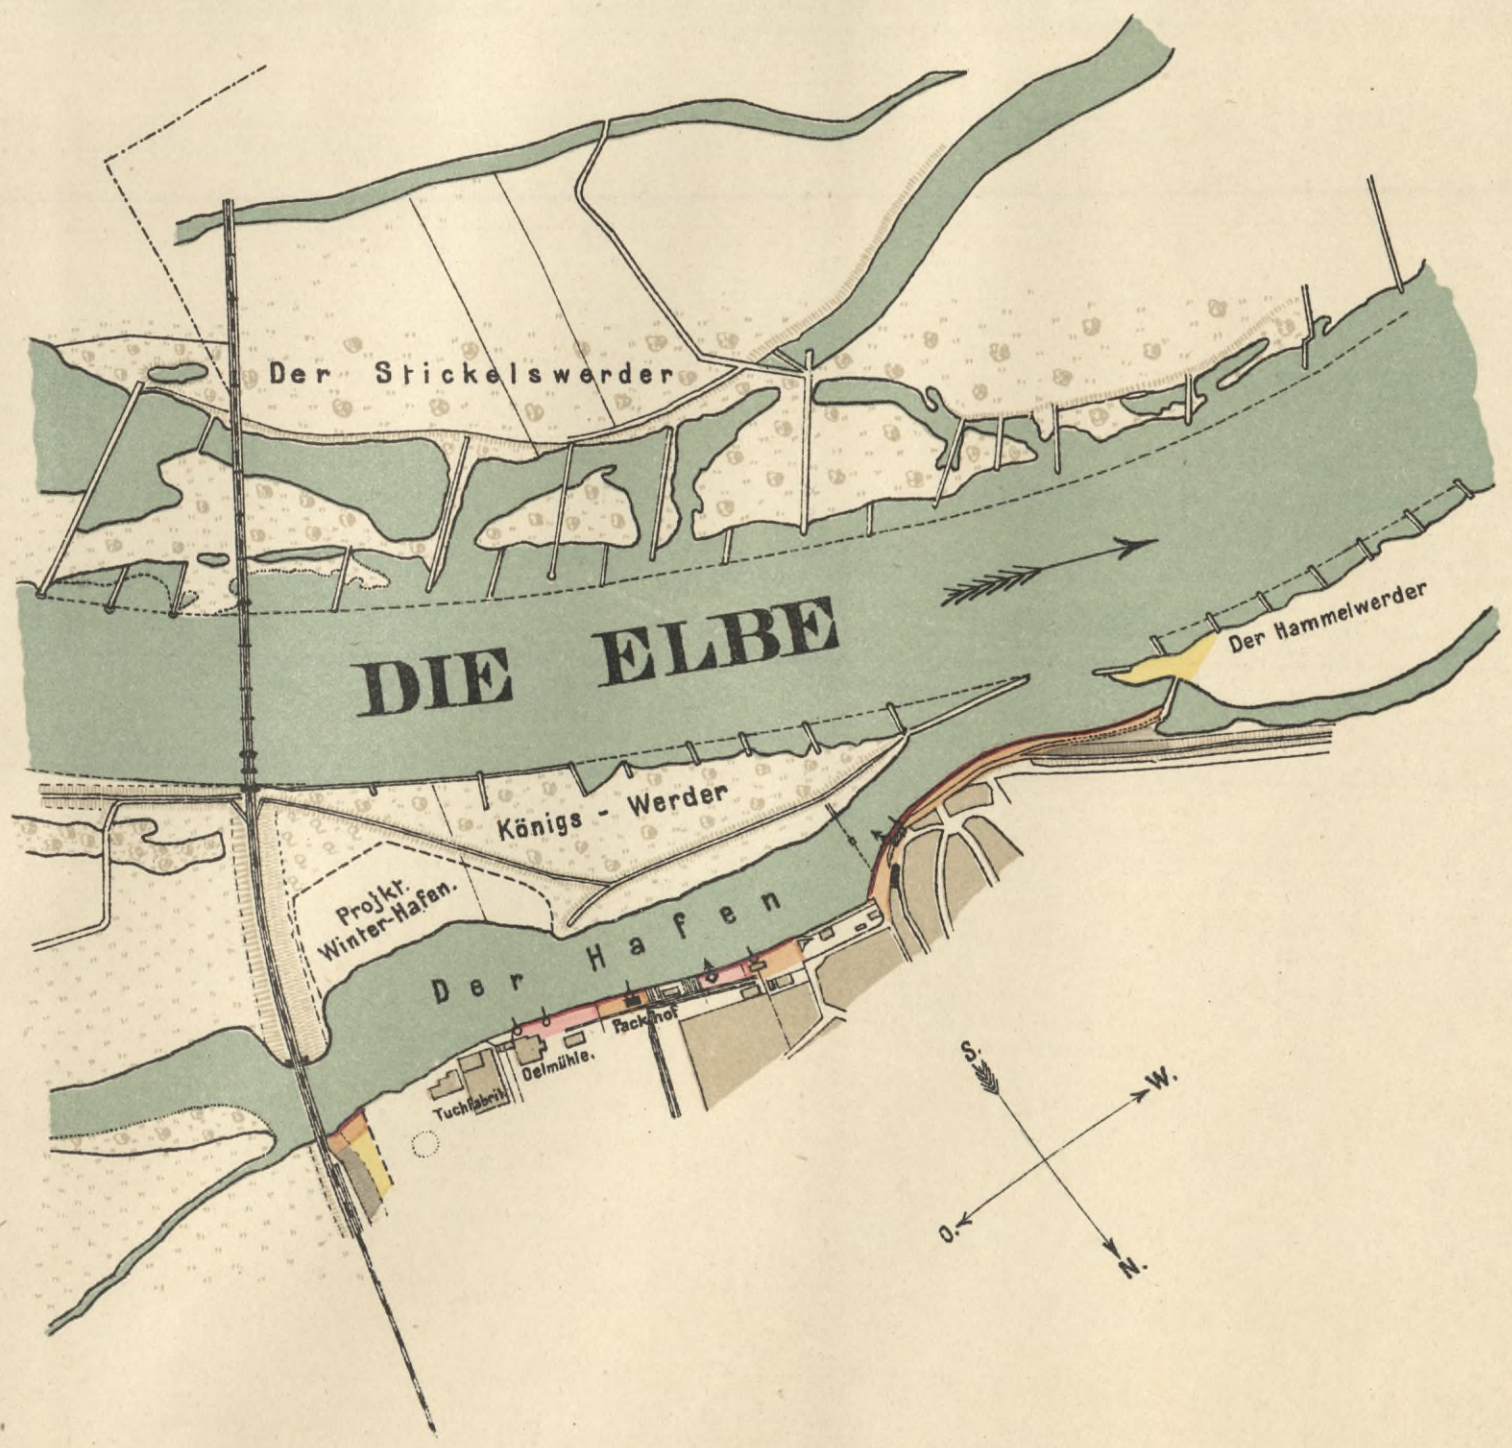 Der Stickelswerder
DIE ELBE
Der Hammelwerder
Königs - Werder
Projkt.
Winter-Hafen.
Der Hafen
Packhof
Oelmühle.
Tuchfabrik
S.
W.
O.
N.